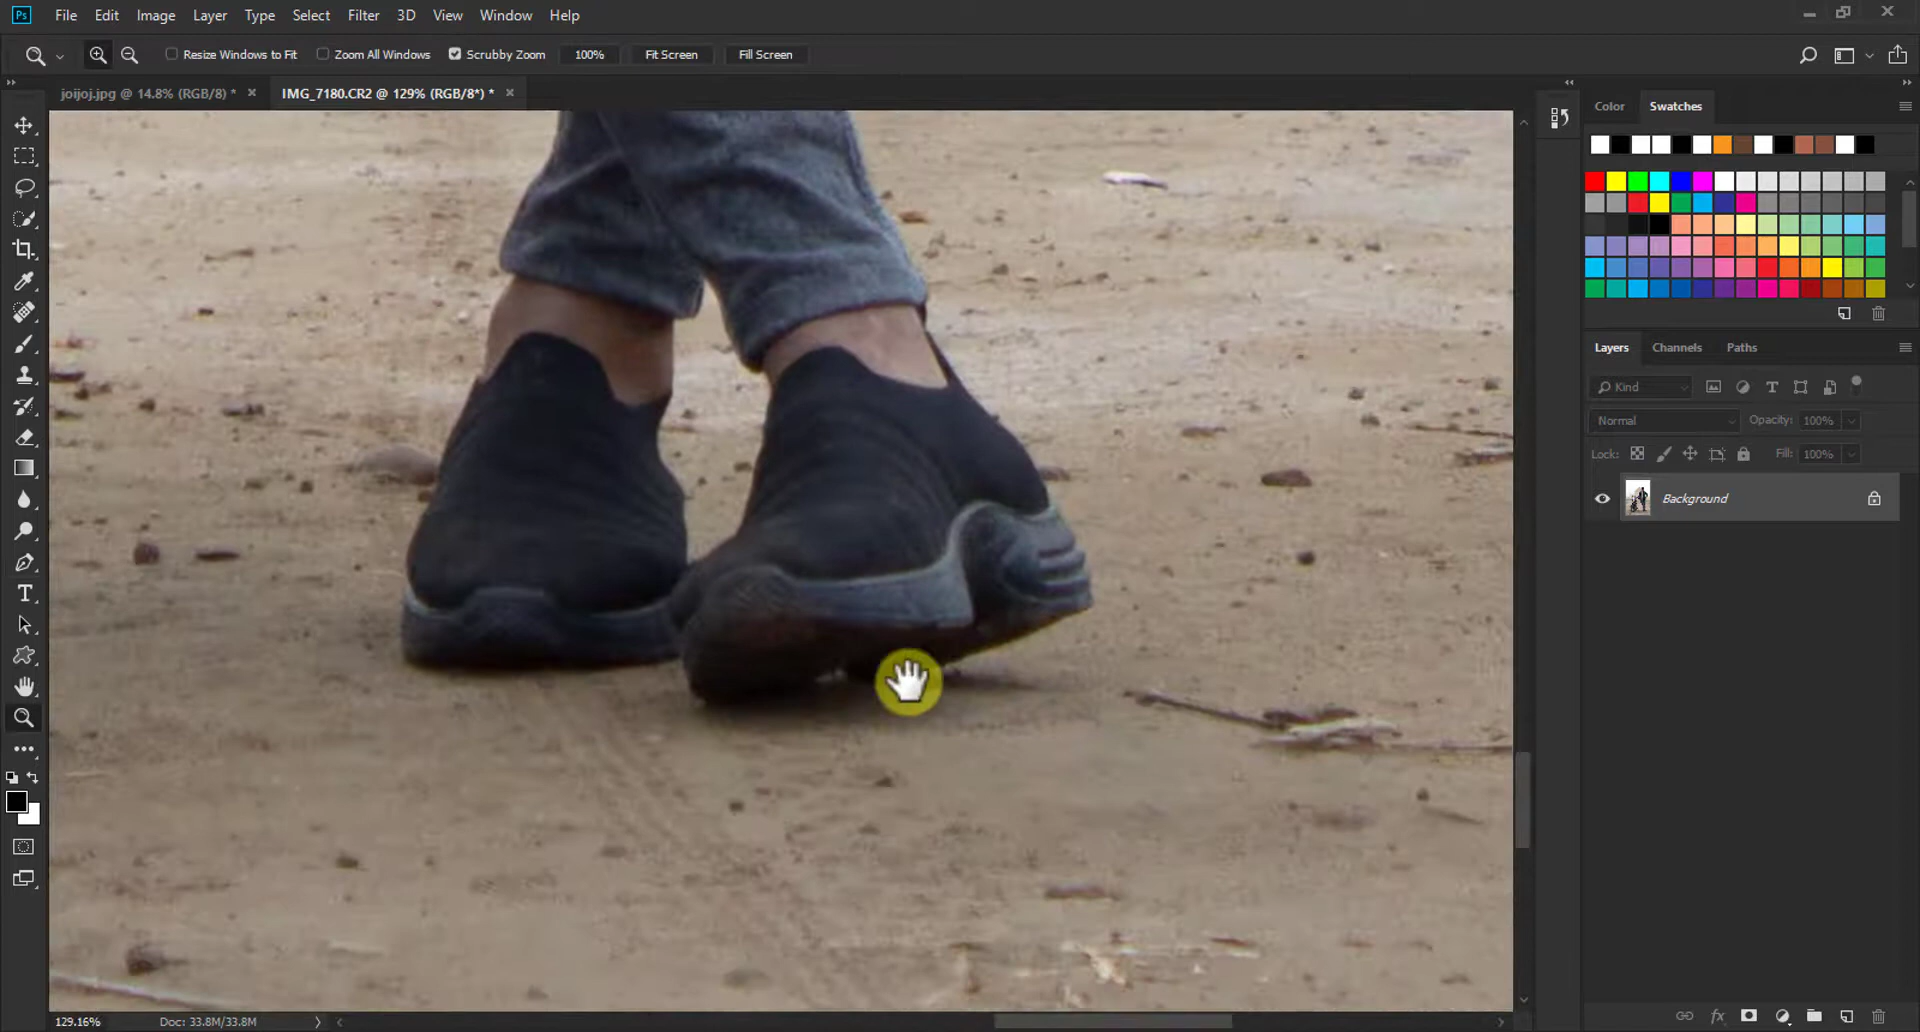 Ps File Edit Image Layer Type Select Filter 3D View Window Help
Resize Windows to Fit Zoom All Windows Scrubby Zoom 100% Fit Screen Fill Screen
joijoj.jpg @ 14.8% (RGB/8) * IMG_7180.CR2 @ 129% (RGB/8*) *
Color Swatches
Layers Channels Paths
Kind
Normal Opacity: 100%
Lock: Fill: 100%
Background
129.16% Doc: 33.8M/33.8M